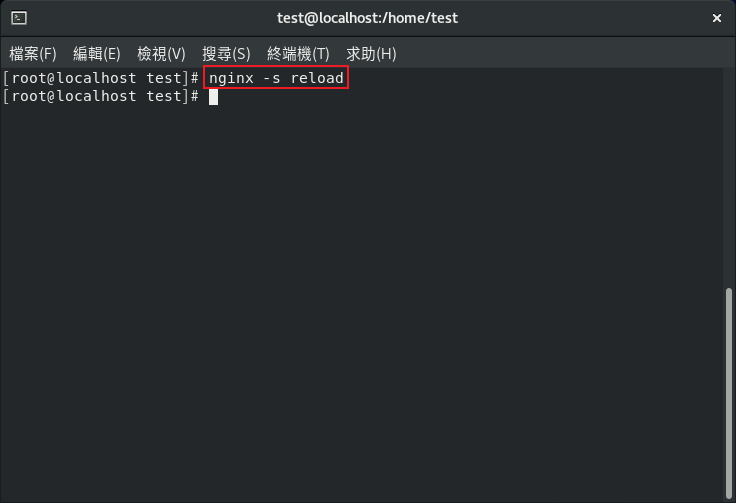 test@localhost:/home/test
檔案(F) 編輯(E) 檢視(V) 搜尋(S) 終端機(T) 求助(H)
[root@localhost test]# nginx -s reload
[root@localhost test]#